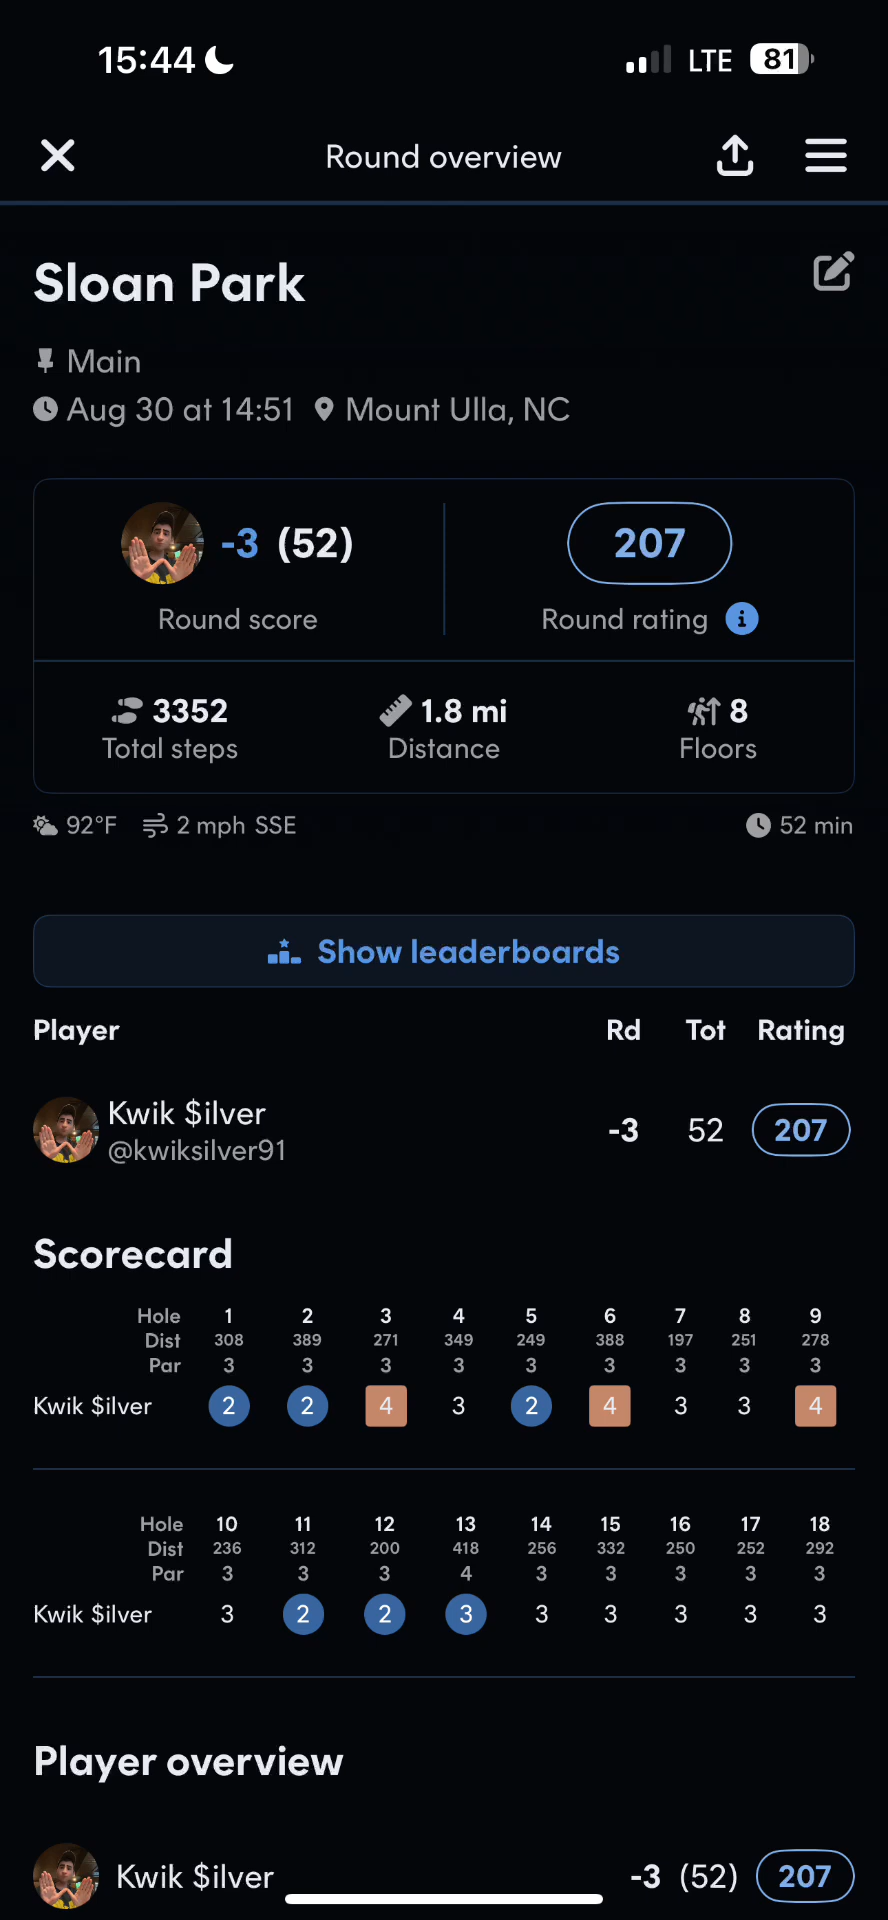 15:44 LTE 81
Round overview
Sloan Park
Main
Aug 30 at 14:51 Mount Ulla, NC
-3 (52) 207
Round score Round rating
3352 1.8 mi 8
Total steps Distance Floors
92°F 2 mph SSE 52 min
Show leaderboards
Player Rd Tot Rating
Kwik $ilver
@kwiksilver91
-3 52 207
Scorecard
Hole 1 2 3 4 5 6 7 8 9
Dist 308 389 271 349 249 388 197 251 278
Par 3 3 3 3 3 3 3 3 3
Kwik $ilver 2 2 4 3 2 4 3 3 4
Hole 10 11 12 13 14 15 16 17 18
Dist 236 312 200 418 256 332 250 252 292
Par 3 3 3 4 3 3 3 3 3
Kwik $ilver 3 2 2 3 3 3 3 3 3
Player overview
Kwik $ilver -3 (52) 207